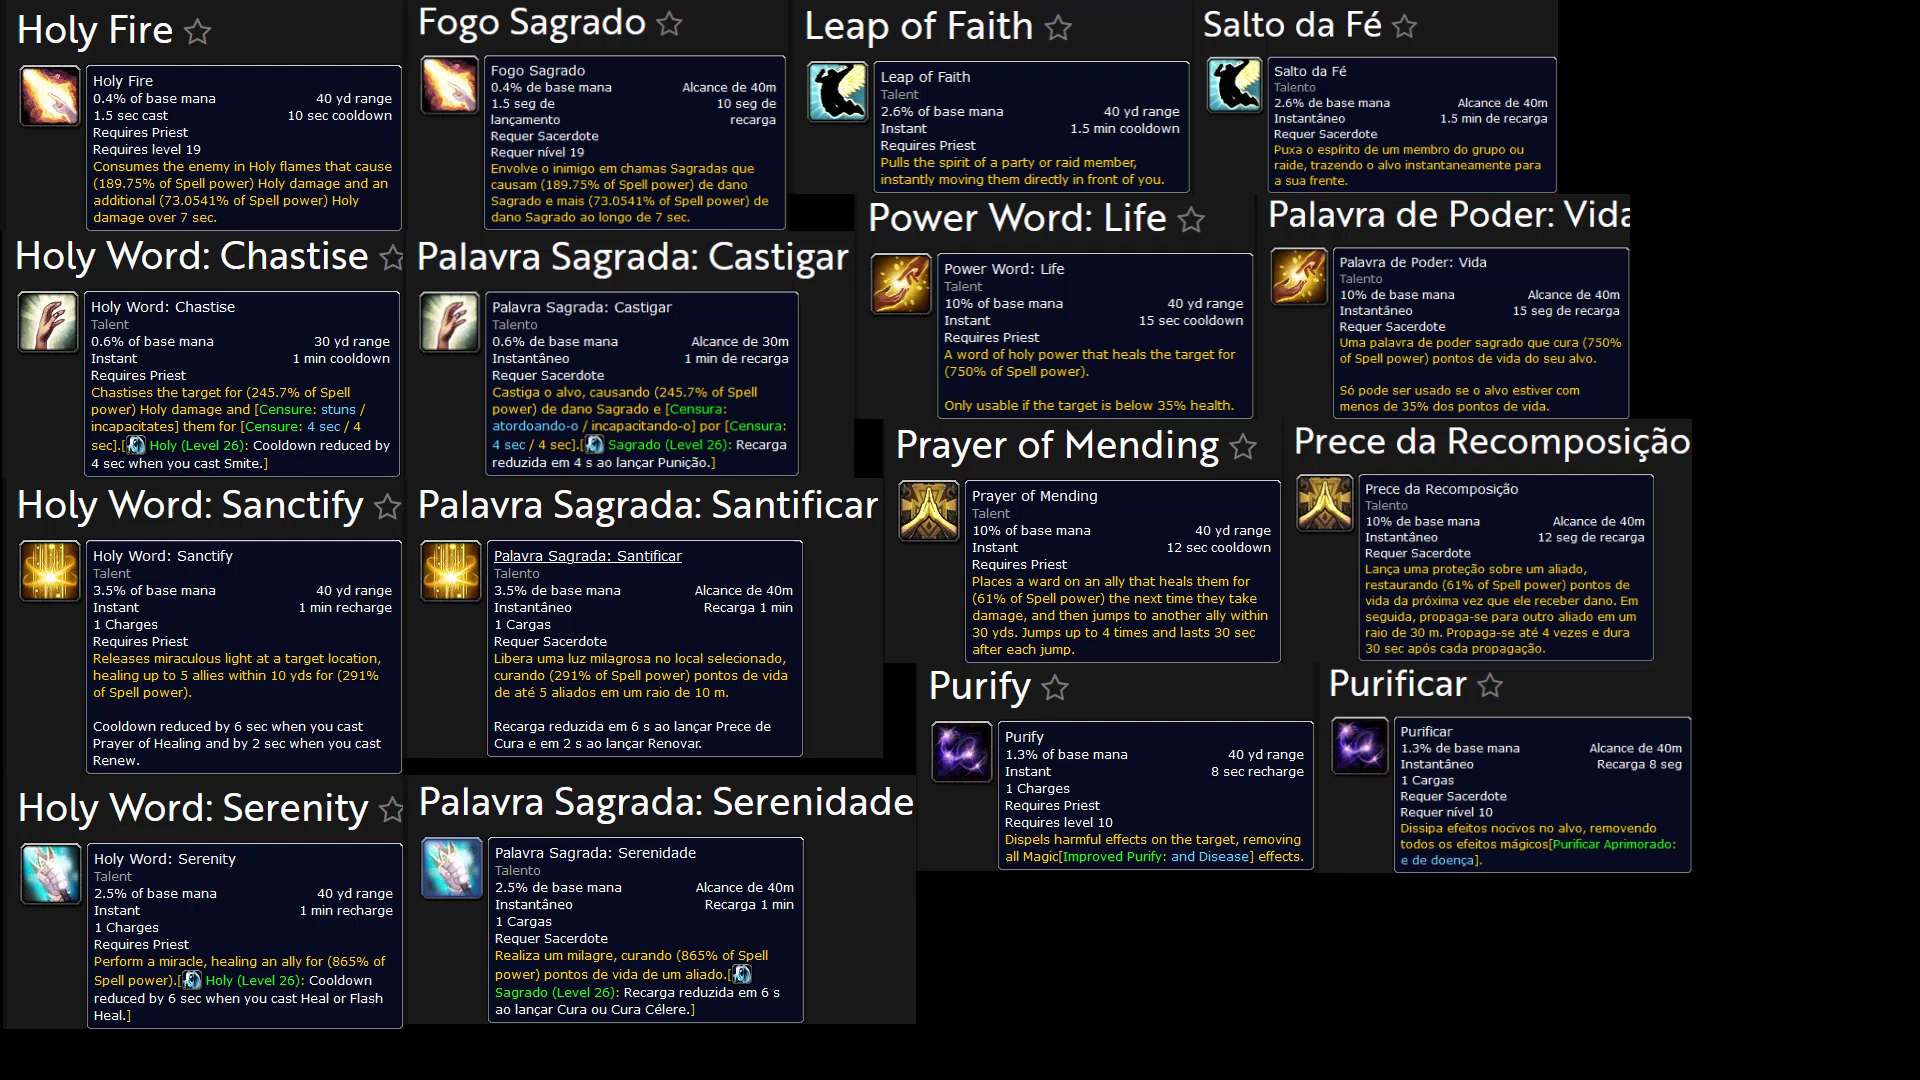 Holy Fire
Holy Fire
0.4% of base mana 40 yd range
1.5 sec cast 10 sec cooldown
Requires Priest
Requires level 19
Consumes the enemy in Holy flames that cause
(189.75% of Spell power) Holy damage and an
additional (73.0541% of Spell power) Holy
damage over 7 sec.
Fogo Sagrado
Fogo Sagrado
0.4% de base mana Alcance de 40m
1.5 seg de 10 seg de
lançamento recarga
Requer Sacerdote
Requer nível 19
Envolve o inimigo em chamas Sagradas que
causam (189.75% of Spell power) de dano
Sagrado e mais (73.0541% of Spell power) de
dano Sagrado ao longo de 7 seg.
Leap of Faith
Leap of Faith
Talent
2.6% of base mana 40 yd range
Instant 1.5 min cooldown
Requires Priest
Pulls the spirit of a party or raid member,
instantly moving them directly in front of you.
Salto da Fé
Salto da Fé
Talento
2.6% de base mana Alcance de 40m
Instantâneo 1.5 min de recarga
Requer Sacerdote
Puxa o espírito de um membro do grupo ou
raide, trazendo o alvo instantaneamente para
a sua frente.
Holy Word: Chastise
Holy Word: Chastise
Talent
0.6% of base mana 30 yd range
Instant 1 min cooldown
Requires Priest
Chastises the target for (245.7% of Spell
power) Holy damage and [Censure: stuns /
incapacitates] them for [Censure: 4 sec / 4
sec].[Holy (Level 26): Cooldown reduced by
4 sec when you cast Smite.]
Palavra Sagrada: Castigar
Palavra Sagrada: Castigar
Talento
0.6% de base mana Alcance de 30m
Instantâneo 1 min de recarga
Requer Sacerdote
Castiga o alvo, causando (245.7% of Spell
power) de dano Sagrado e [Censura:
atordoando-o / incapacitando-o] por [Censura:
4 sec / 4 sec].[Sagrado (Level 26): Recarga
reduzida em 4 s ao lançar Punição.]
Power Word: Life
Power Word: Life
Talent
10% of base mana 40 yd range
Instant 15 sec cooldown
Requires Priest
A word of holy power that heals the target for
(750% of Spell power).
Only usable if the target is below 35% health.
Palavra de Poder: Vida
Palavra de Poder: Vida
Talento
10% de base mana Alcance de 40m
Instantâneo 15 seg de recarga
Requer Sacerdote
Uma palavra de poder sagrado que cura (750%
of Spell power) pontos de vida do seu alvo.
Só pode ser usado se o alvo estiver com
menos de 35% dos pontos de vida.
Holy Word: Sanctify
Holy Word: Sanctify
Talent
3.5% of base mana 40 yd range
Instant 1 min recharge
1 Charges
Requires Priest
Releases miraculous light at a target location,
healing up to 5 allies within 10 yds for (291%
of Spell power).
Cooldown reduced by 6 sec when you cast
Prayer of Healing and by 2 sec when you cast
Renew.
Palavra Sagrada: Santificar
Palavra Sagrada: Santificar
Talento
3.5% de base mana Alcance de 40m
Instantâneo Recarga 1 min
1 Cargas
Requer Sacerdote
Libera uma luz milagrosa no local selecionado,
curando (291% of Spell power) pontos de vida
de até 5 aliados em um raio de 10 m.
Recarga reduzida em 6 s ao lançar Prece de
Cura e em 2 s ao lançar Renovar.
Prayer of Mending
Prayer of Mending
Talent
10% of base mana 40 yd range
Instant 12 sec cooldown
Requires Priest
Places a ward on an ally that heals them for
(61% of Spell power) the next time they take
damage, and then jumps to another ally within
30 yds. Jumps up to 4 times and lasts 30 sec
after each jump.
Prece da Recomposição
Prece da Recomposição
Talento
10% de base mana Alcance de 40m
Instantâneo 12 seg de recarga
Requer Sacerdote
Lança uma proteção sobre um aliado,
restaurando (61% of Spell power) pontos de
vida da próxima vez que ele receber dano. Em
seguida, propaga-se para outro aliado em um
raio de 30 m. Propaga-se até 4 vezes e dura
30 sec após cada propagação.
Holy Word: Serenity
Holy Word: Serenity
Talent
2.5% of base mana 40 yd range
Instant 1 min recharge
1 Charges
Requires Priest
Perform a miracle, healing an ally for (865% of
Spell power).[Holy (Level 26): Cooldown
reduced by 6 sec when you cast Heal or Flash
Heal.]
Palavra Sagrada: Serenidade
Palavra Sagrada: Serenidade
Talento
2.5% de base mana Alcance de 40m
Instantâneo Recarga 1 min
1 Cargas
Requer Sacerdote
Realiza um milagre, curando (865% of Spell
power) pontos de vida de um aliado.[
Sagrado (Level 26): Recarga reduzida em 6 s
ao lançar Cura ou Cura Célere.]
Purify
Purify
1.3% of base mana 40 yd range
Instant 8 sec recharge
1 Charges
Requires Priest
Requires level 10
Dispels harmful effects on the target, removing
all Magic[Improved Purify: and Disease] effects.
Purificar
Purificar
1.3% de base mana Alcance de 40m
Instantâneo Recarga 8 seg
1 Cargas
Requer Sacerdote
Requer nível 10
Dissipa efeitos nocivos no alvo, removendo
todos os efeitos mágicos[Purificar Aprimorado:
e de doença].